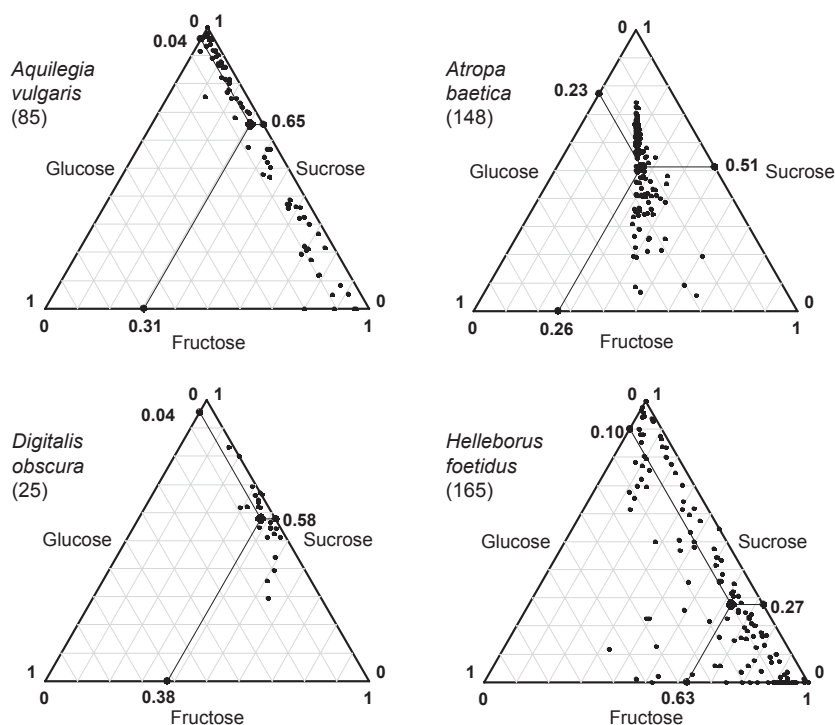 0 1
0.04
Aquilegia
vulgaris
(85)
0.65
Glucose
Sucrose
1
0
0
0.31
1
Fructose
0 1
Atropa
baetica
(148)
0.23
0.51
Glucose
Sucrose
1
0
0
0.26
1
Fructose
0 1
0.04
Digitalis
obscura
(25)
0.58
Glucose
Sucrose
1
0
0
0.38
1
Fructose
0 1
0.10
Helleborus
foetidus
(165)
Glucose
Sucrose
0.27
1
0
0
0.63
1
Fructose